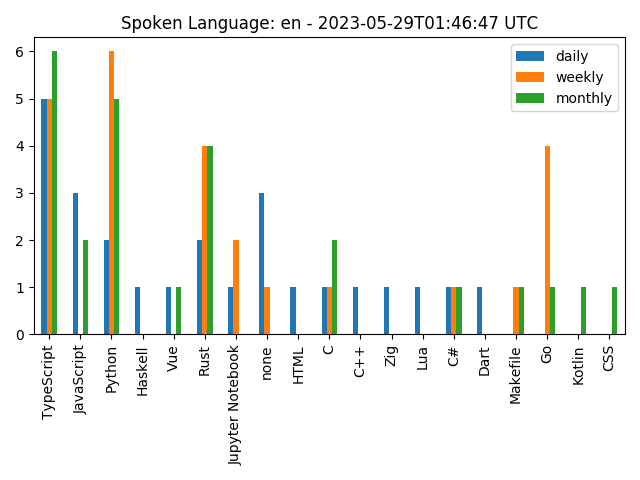 Spoken Language: en - 2023-05-29T01:46:47 UTC
daily
weekly
monthly
6
5
4
3
2
1
0
TypeScript
JavaScript
Python
Haskell
Vue
Rust
Jupyter Notebook
none
HTML
C
C++
Zig
Lua
C#
Dart
Makefile
Go
Kotlin
CSS